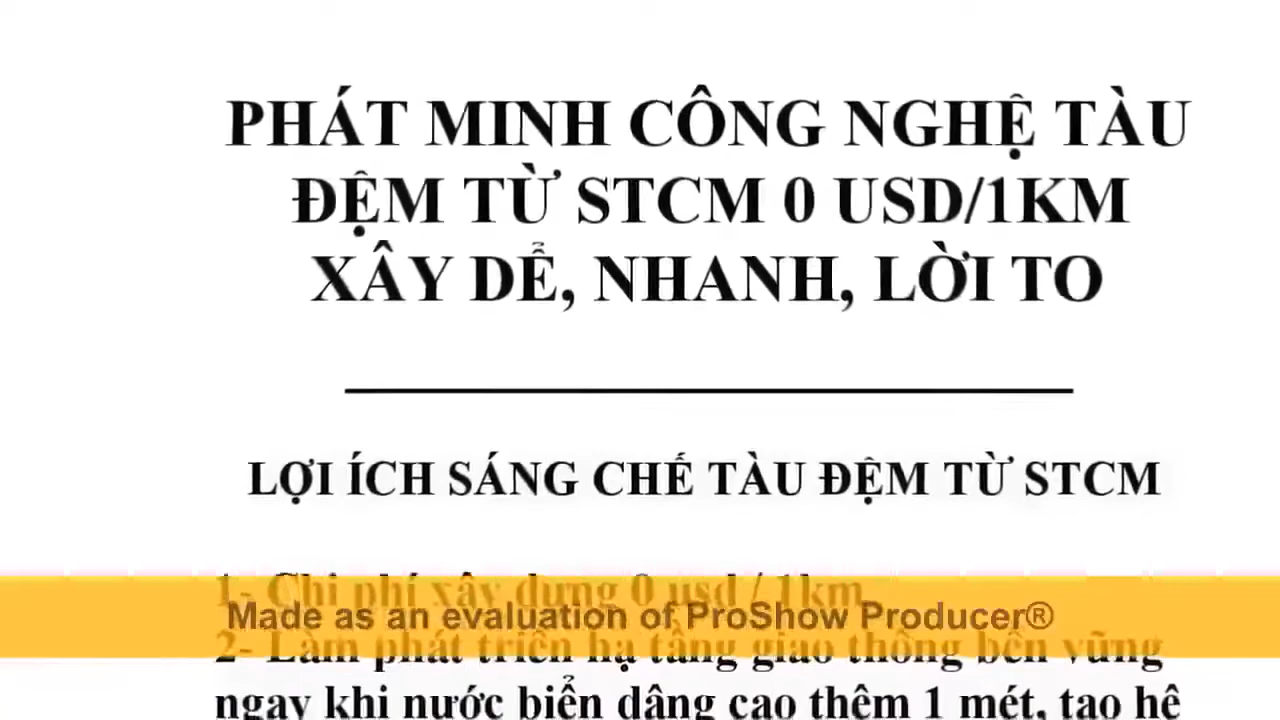 PHÁT MINH CÔNG NGHỆ TÀU
ĐỆM TỪ STCM 0 USD/1KM
XÂY DỂ, NHANH, LỜI TO
LỢI ÍCH SÁNG CHẾ TÀU ĐỆM TỪ STCM
1- Chi phí xây dựng 0 usd / 1km
Made as an evaluation of ProShow Producer®
2- Làm phát triển hạ tầng giao thông bền vững
ngay khi nước biển dâng cao thêm 1 mét, tạo hệ